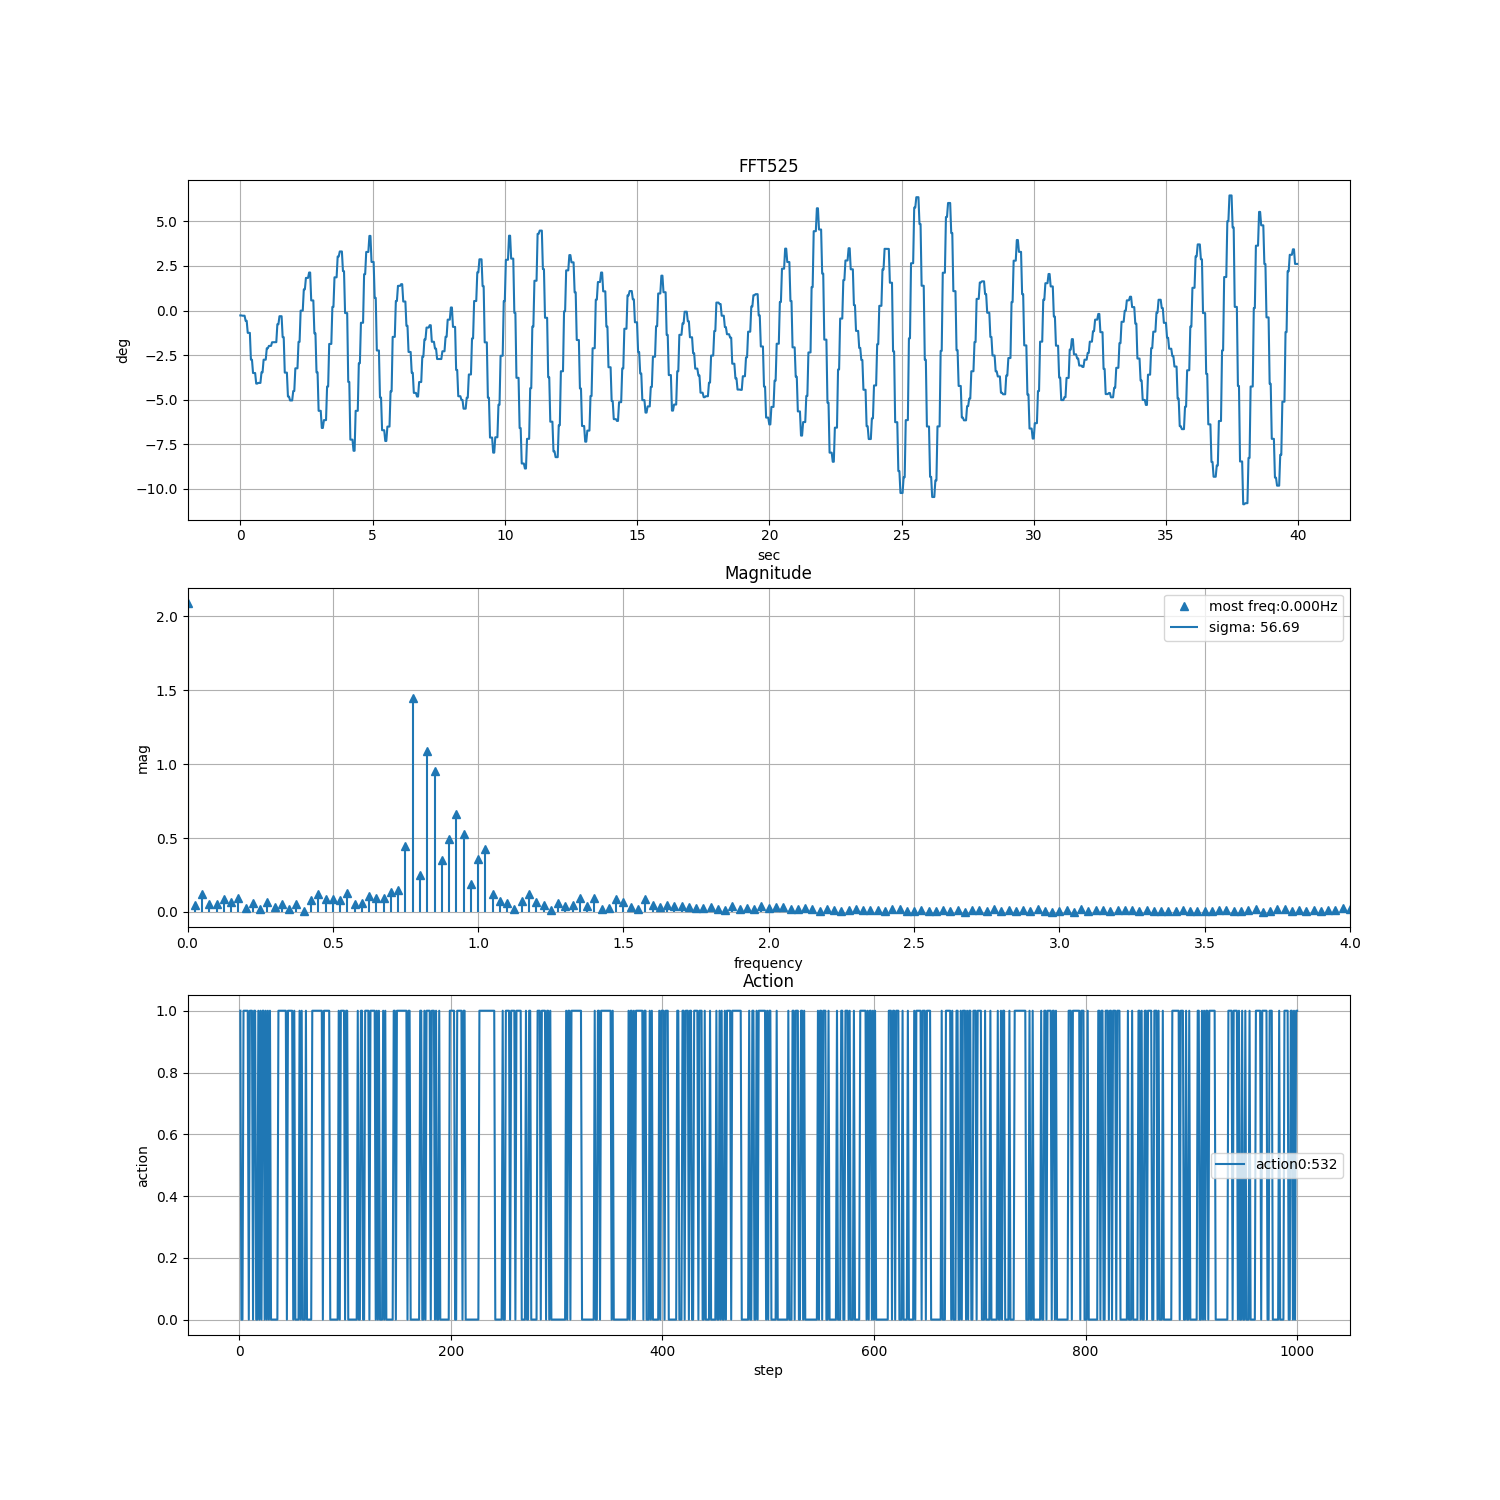 FFT525
5.0
2.5
0.0
−2.5
−5.0
−7.5
−10.0
deg
0 5 10 15 20 25 30 35 40
sec
Magnitude
2.0
1.5
1.0
0.5
0.0
mag
most freq:0.000Hz
sigma: 56.69
0.0 0.5 1.0 1.5 2.0 2.5 3.0 3.5 4.0
frequency
Action
1.0
0.8
0.6
0.4
0.2
0.0
action
action0:532
0 200 400 600 800 1000
step